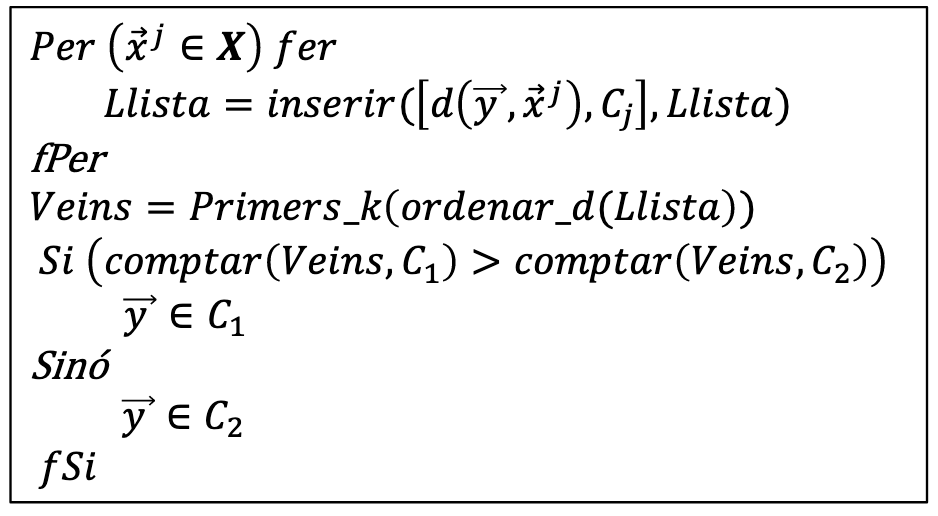 Per (x⃗ʲ ∈ X) fer
Llista = inserir([d(y⃗, x⃗ʲ), Cⱼ], Llista)
fPer
Veins = Primers_k(ordenar_d(Llista))
Si (comptar(Veins, C₁) > comptar(Veins, C₂))
y⃗ ∈ C₁
Sinó
y⃗ ∈ C₂
fSi